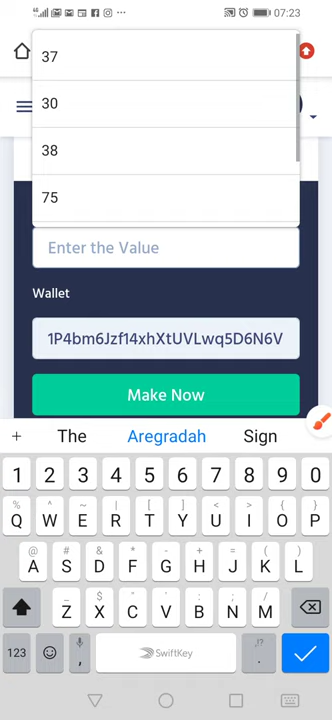 07:23
37
30
38
75
Enter the Value
Wallet
1P4bm6Jzf14xhXtUVLwq5D6N6V
Make Now
+ The Aregradah Sign
1 2 3 4 5 6 7 8 9 0
% ^ ~ | [ ] < > { }
Q W E R T Y U I O P
@ # & * - + = ( )
A S D F G H J K L
_ $ " ' : ; /
Z X C V B N M
123 , SwiftKey ,!? .